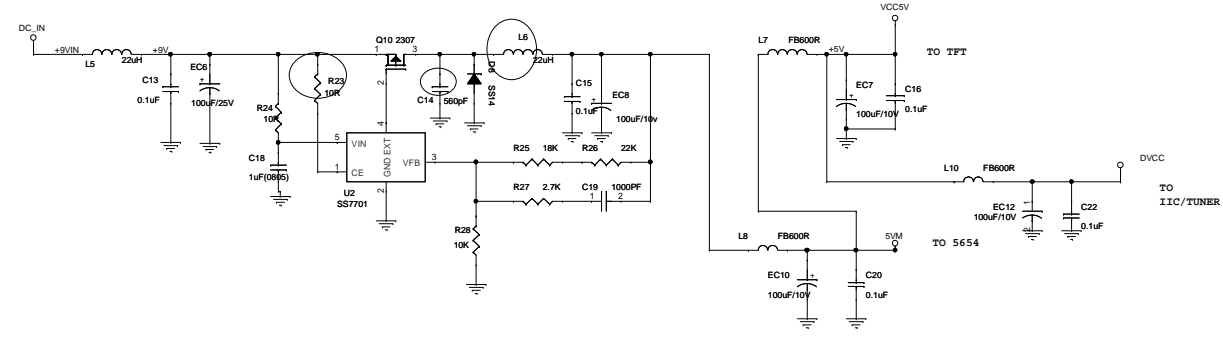 DC_IN
+9VIN
L5
22uH
+9V
C13
0.1uF
EC6
+
100uF/25V
R24
10R
C18
1uF(0805)
R23
10R
Q10 2307
1
3
2
4
5
VIN
1
CE
GND
EXT
VFB
3
2
U2
SS7701
C14
560pF
D6
SS14
L6
22uH
C15
0.1uF
+
EC8
100uF/10v
R25
18K
R26
22K
R27
2.7K
C19
1000PF
1
2
R28
10K
L7
FB600R
+5V
VCC5V
TO TFT
+
EC7
100uF/10V
C16
0.1uF
L10
FB600R
DVCC
TO
IIC/TUNER
EC12
100uF/10V
1
2
C22
0.1uF
L8
FB600R
5VM
TO 5654
EC10
+
100uF/10V
C20
0.1uF